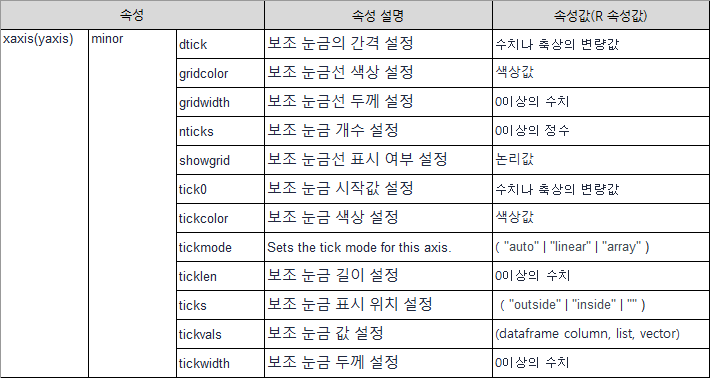 속성 속성 설명 속성값(R 속성값)
xaxis(yaxis) minor dtick 보조 눈금의 간격 설정 수치나 축상의 변량값
gridcolor 보조 눈금선 색상 설정 색상값
gridwidth 보조 눈금선 두께 설정 0이상의 수치
nticks 보조 눈금 개수 설정 0이상의 정수
showgrid 보조 눈금선 표시 여부 설정 논리값
tick0 보조 눈금 시작값 설정 수치나 축상의 변량값
tickcolor 보조 눈금 색상 설정 색상값
tickmode Sets the tick mode for this axis. ( "auto" | "linear" | "array" )
ticklen 보조 눈금 길이 설정 0이상의 수치
ticks 보조 눈금 표시 위치 설정 ( "outside" | "inside" | "" )
tickvals 보조 눈금 값 설정 (dataframe column, list, vector)
tickwidth 보조 눈금 두께 설정 0이상의 수치